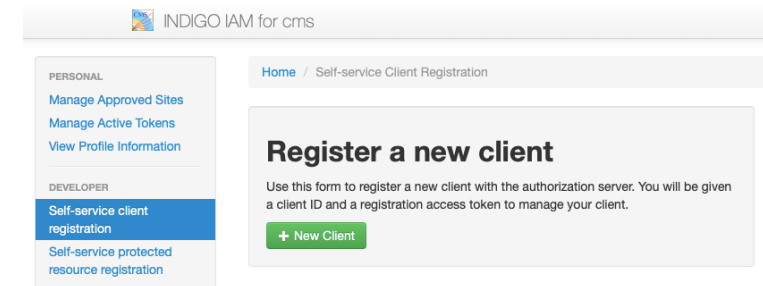 INDIGO IAM for cms
Home / Self-service Client Registration
PERSONAL
Manage Approved Sites
Manage Active Tokens
View Profile Information
DEVELOPER
Self-service client
registration
Self-service protected
resource registration
Register a new client
Use this form to register a new client with the authorization server. You will be given
a client ID and a registration access token to manage your client.
+ New Client